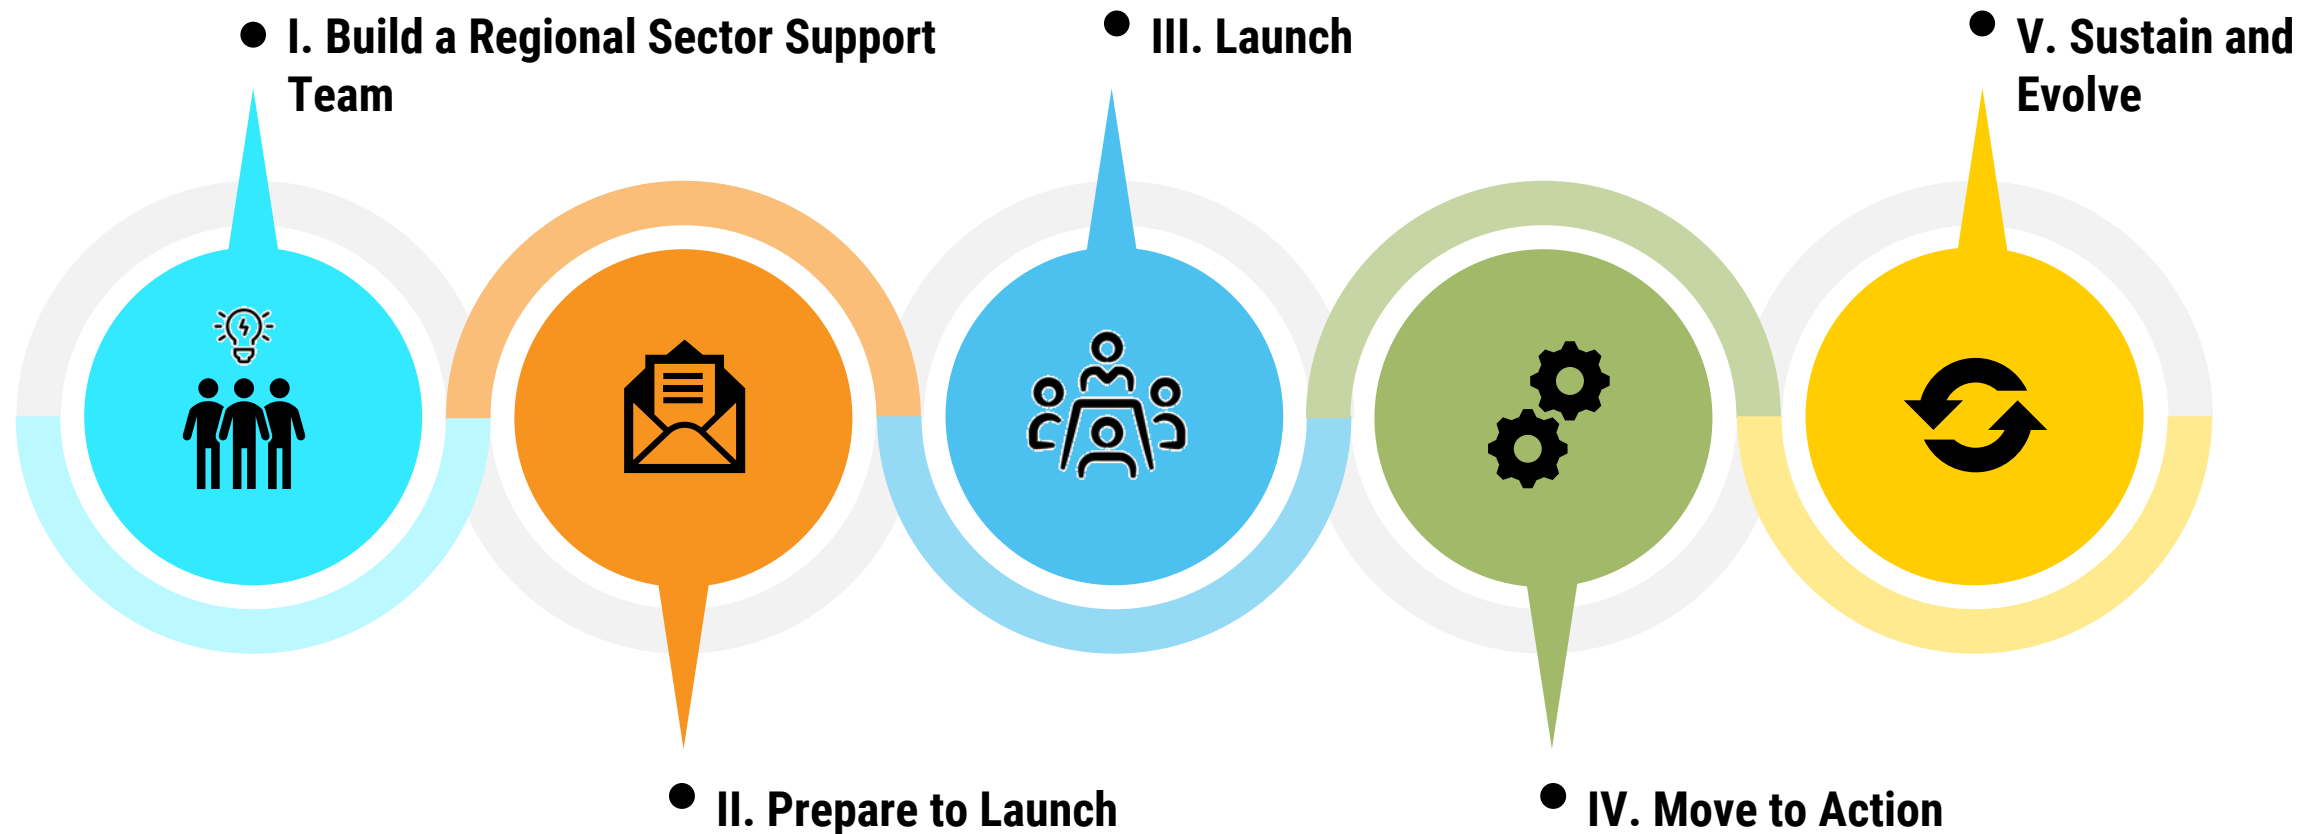 ● I. Build a Regional Sector Support
Team
● II. Prepare to Launch
● III. Launch
● IV. Move to Action
● V. Sustain and
Evolve